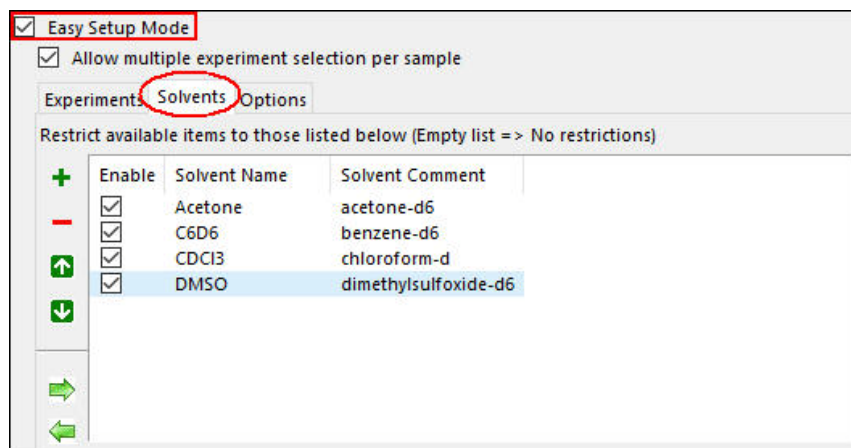 Easy Setup Mode
Allow multiple experiment selection per sample
Experiments Solvents Options
Restrict available items to those listed below (Empty list => No restrictions)
Enable Solvent Name Solvent Comment
Acetone acetone-d6
C6D6 benzene-d6
CDCl3 chloroform-d
DMSO dimethylsulfoxide-d6